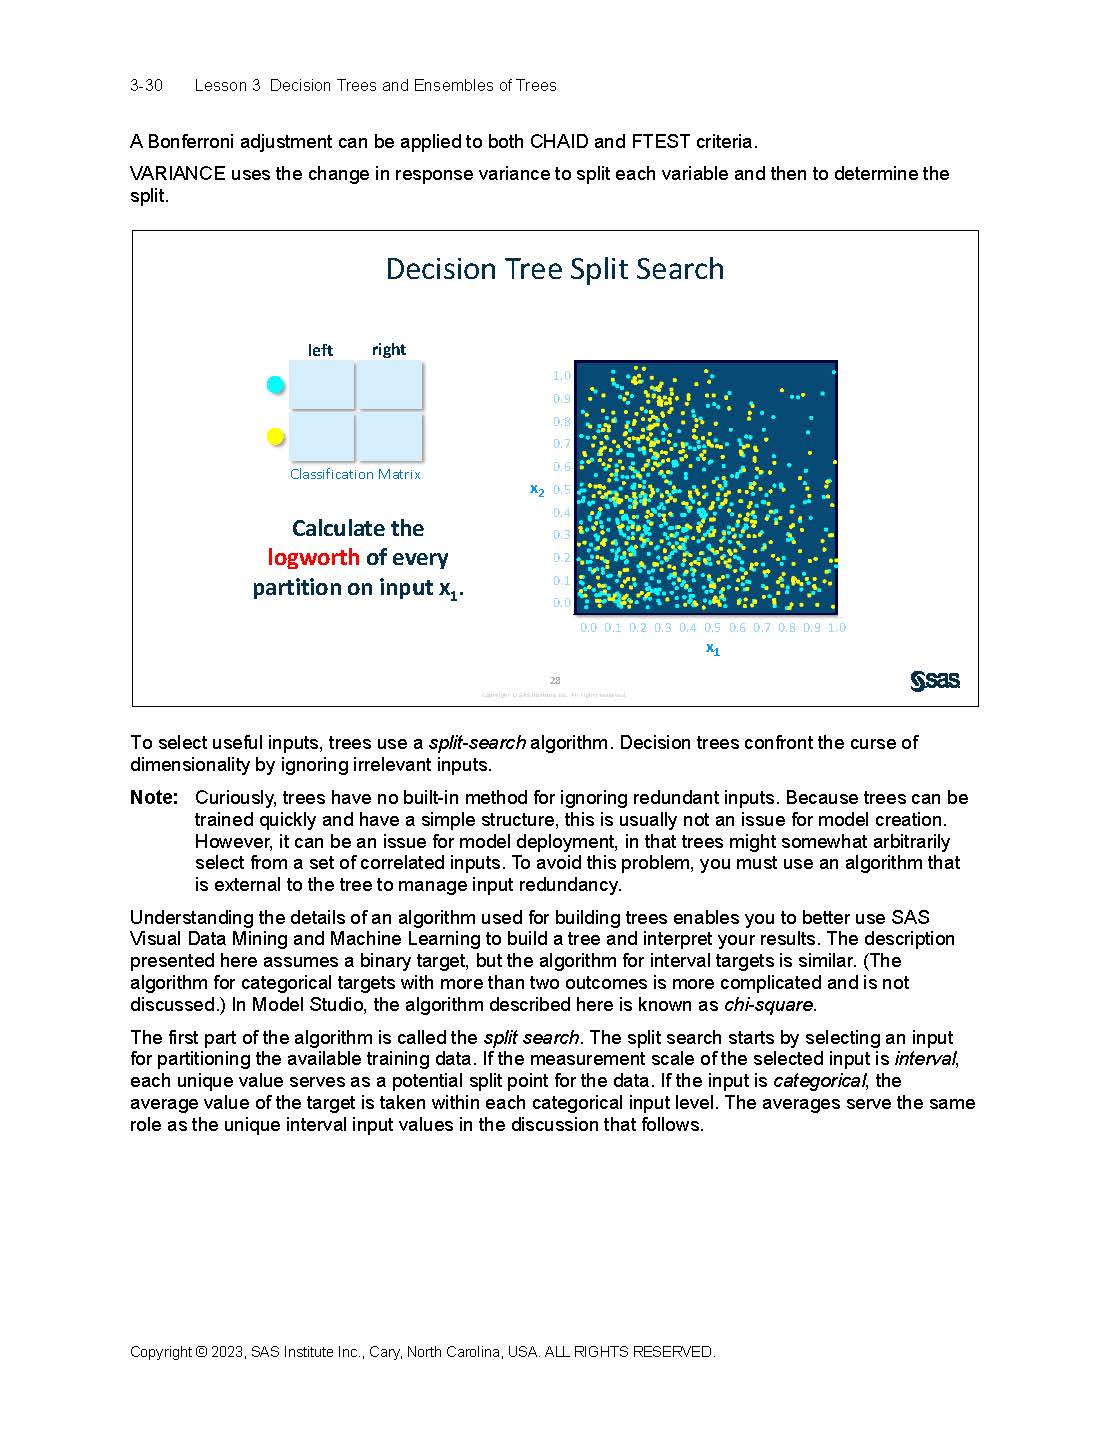 3-30 Lesson 3 Decision Trees and Ensembles of Trees
A Bonferroni adjustment can be applied to both CHAID and FTEST criteria.
VARIANCE uses the change in response variance to split each variable and then to determine the
split.
Decision Tree Split Search
left right
Classification Matrix
Calculate the
logworth of every
partition on input x1.
1.0
0.9
0.8
0.7
0.6
x2 0.5
0.4
0.3
0.2
0.1
0.0
0.0 0.1 0.2 0.3 0.4 0.5 0.6 0.7 0.8 0.9 1.0
x1
28
Copyright © SAS Institute Inc. All rights reserved.
sas
To select useful inputs, trees use a split-search algorithm. Decision trees confront the curse of
dimensionality by ignoring irrelevant inputs.
Note: Curiously, trees have no built-in method for ignoring redundant inputs. Because trees can be
trained quickly and have a simple structure, this is usually not an issue for model creation.
However, it can be an issue for model deployment, in that trees might somewhat arbitrarily
select from a set of correlated inputs. To avoid this problem, you must use an algorithm that
is external to the tree to manage input redundancy.
Understanding the details of an algorithm used for building trees enables you to better use SAS
Visual Data Mining and Machine Learning to build a tree and interpret your results. The description
presented here assumes a binary target, but the algorithm for interval targets is similar. (The
algorithm for categorical targets with more than two outcomes is more complicated and is not
discussed.) In Model Studio, the algorithm described here is known as chi-square.
The first part of the algorithm is called the split search. The split search starts by selecting an input
for partitioning the available training data. If the measurement scale of the selected input is interval,
each unique value serves as a potential split point for the data. If the input is categorical, the
average value of the target is taken within each categorical input level. The averages serve the same
role as the unique interval input values in the discussion that follows.
Copyright © 2023, SAS Institute Inc., Cary, North Carolina, USA. ALL RIGHTS RESERVED.